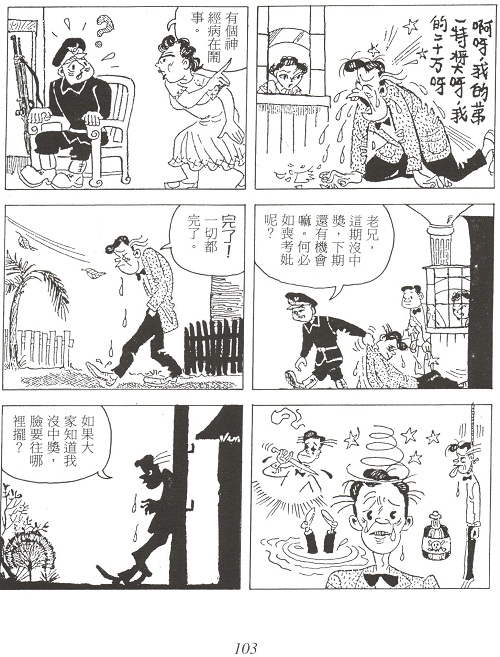 啊呀,我的第
一特奬呀,我
的二十万呀
有個神
經病在鬧
事。
?
老兄,
這期沒中
獎,下期
還有機會
嘛。何必
如喪考妣
呢?
完了!
一切都
完了。
如果大
家知道我
沒中獎,
臉要往哪
裡擺?
103